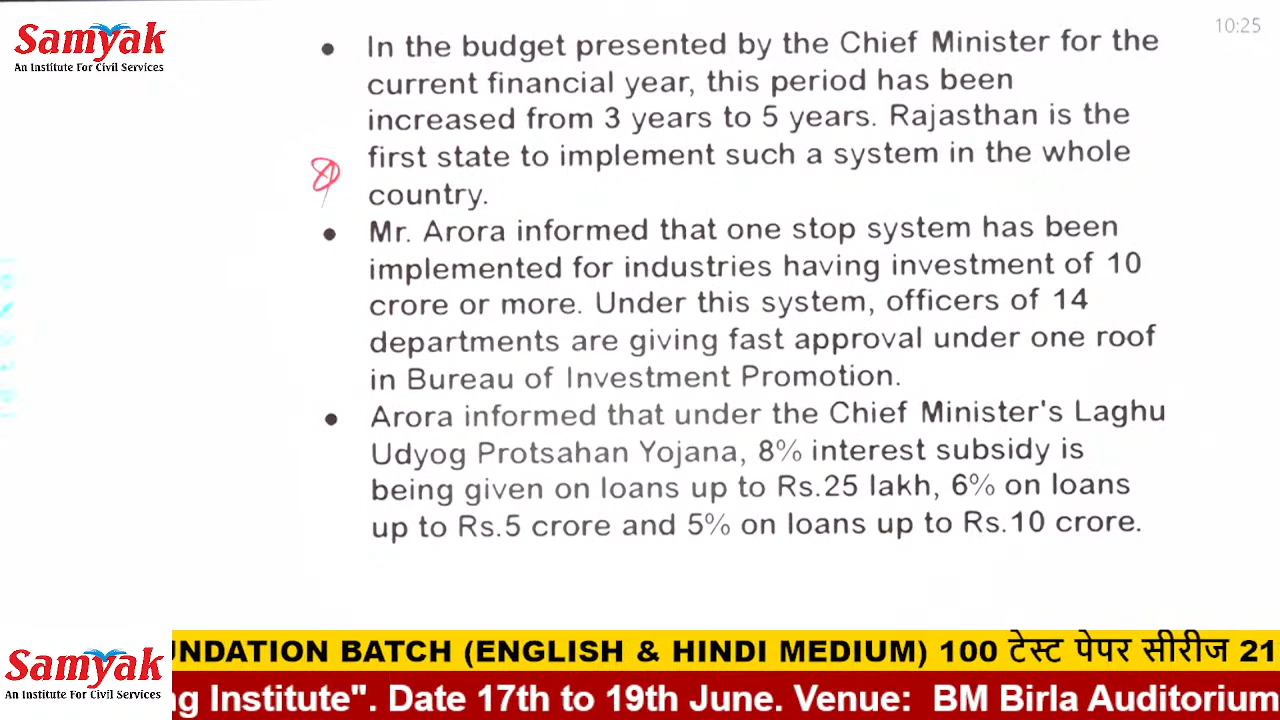 Samyak
An Institute For Civil Services
10:25
• In the budget presented by the Chief Minister for the
current financial year, this period has been
increased from 3 years to 5 years. Rajasthan is the
first state to implement such a system in the whole
country.
• Mr. Arora informed that one stop system has been
implemented for industries having investment of 10
crore or more. Under this system, officers of 14
departments are giving fast approval under one roof
in Bureau of Investment Promotion.
• Arora informed that under the Chief Minister's Laghu
Udyog Protsahan Yojana, 8% interest subsidy is
being given on loans up to Rs.25 lakh, 6% on loans
up to Rs.5 crore and 5% on loans up to Rs.10 crore.
Samyak
An Institute For Civil Services
UNDATION BATCH (ENGLISH & HINDI MEDIUM) 100 टेस्ट पेपर सीरीज 21
ng Institute". Date 17th to 19th June. Venue: BM Birla Auditorium